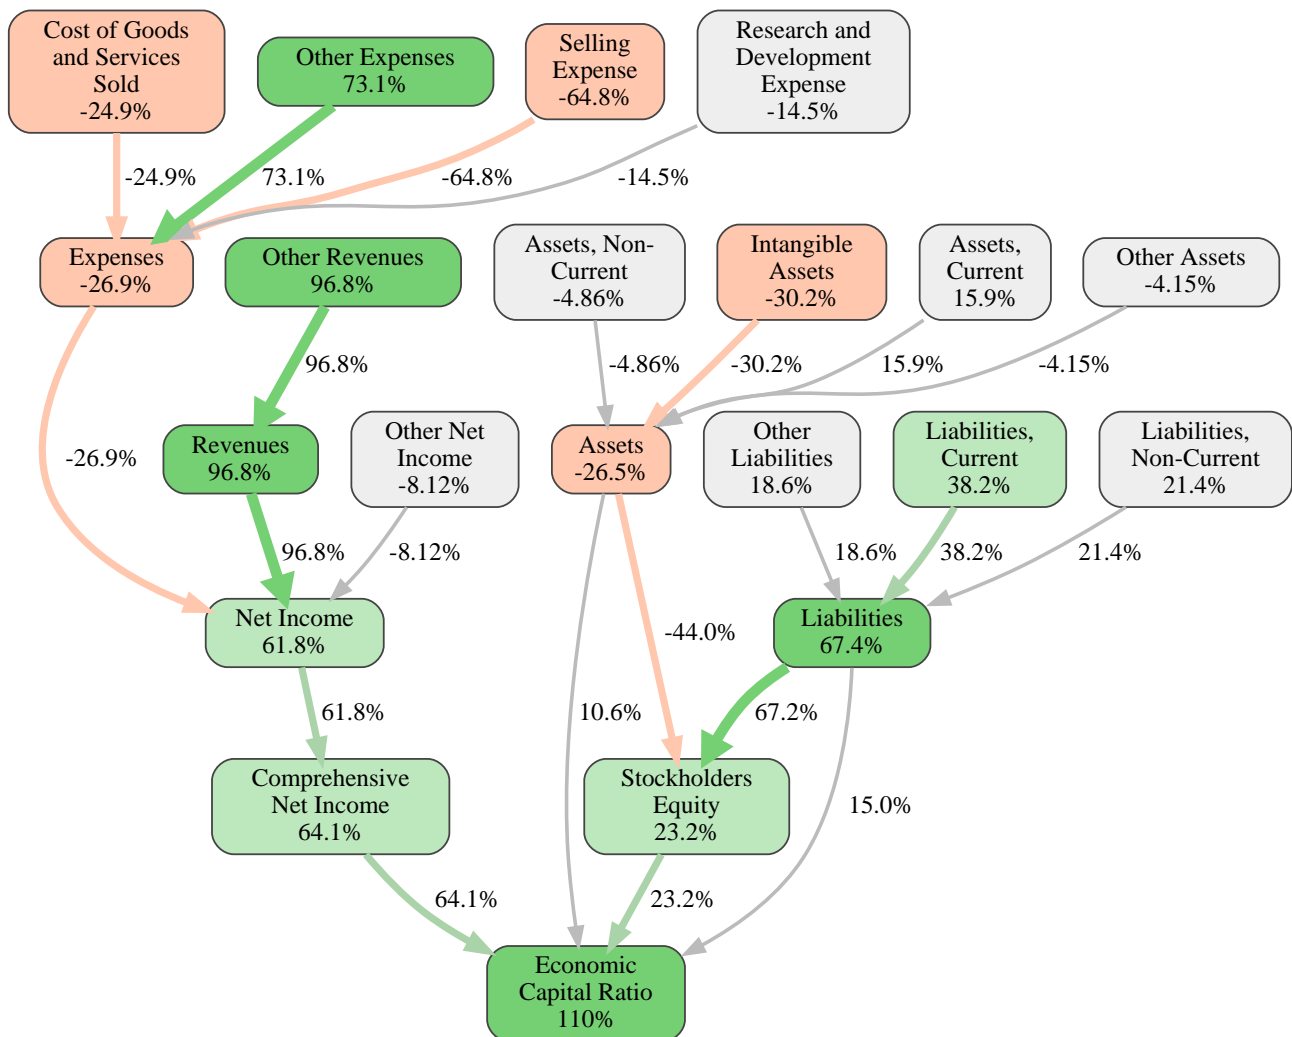 Cost of Goods
and Services
Sold
-24.9%
Other Expenses
73.1%
Selling
Expense
-64.8%
Research and
Development
Expense
-14.5%
-24.9%
73.1%
-64.8%
-14.5%
Expenses
-26.9%
Other Revenues
96.8%
Assets, Non-
Current
-4.86%
Intangible
Assets
-30.2%
Assets,
Current
15.9%
Other Assets
-4.15%
96.8%
-4.86%
-30.2%
15.9%
-4.15%
-26.9%
Revenues
96.8%
Other Net
Income
-8.12%
Assets
-26.5%
Other
Liabilities
18.6%
Liabilities,
Current
38.2%
Liabilities,
Non-Current
21.4%
96.8%
-8.12%
18.6%
38.2%
21.4%
Net Income
61.8%
-44.0%
Liabilities
67.4%
61.8%
10.6%
67.2%
Comprehensive
Net Income
64.1%
Stockholders
Equity
23.2%
15.0%
64.1%
23.2%
Economic
Capital Ratio
110%